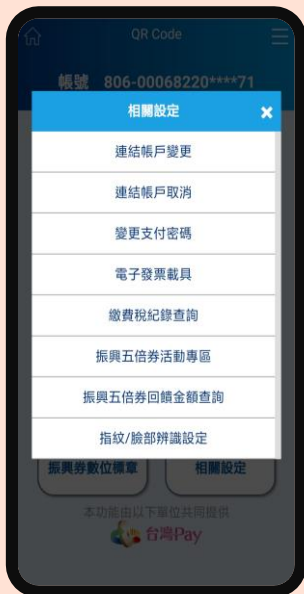 QR Code
帳號 806-00068220****71
相關設定
連結帳戶變更
連結帳戶取消
變更支付密碼
電子發票載具
繳費稅紀錄查詢
振興五倍券活動專區
振興五倍券回饋金額查詢
指紋/臉部辨識設定
振興券數位標章
相關設定
本功能由以下單位共同提供
台灣Pay